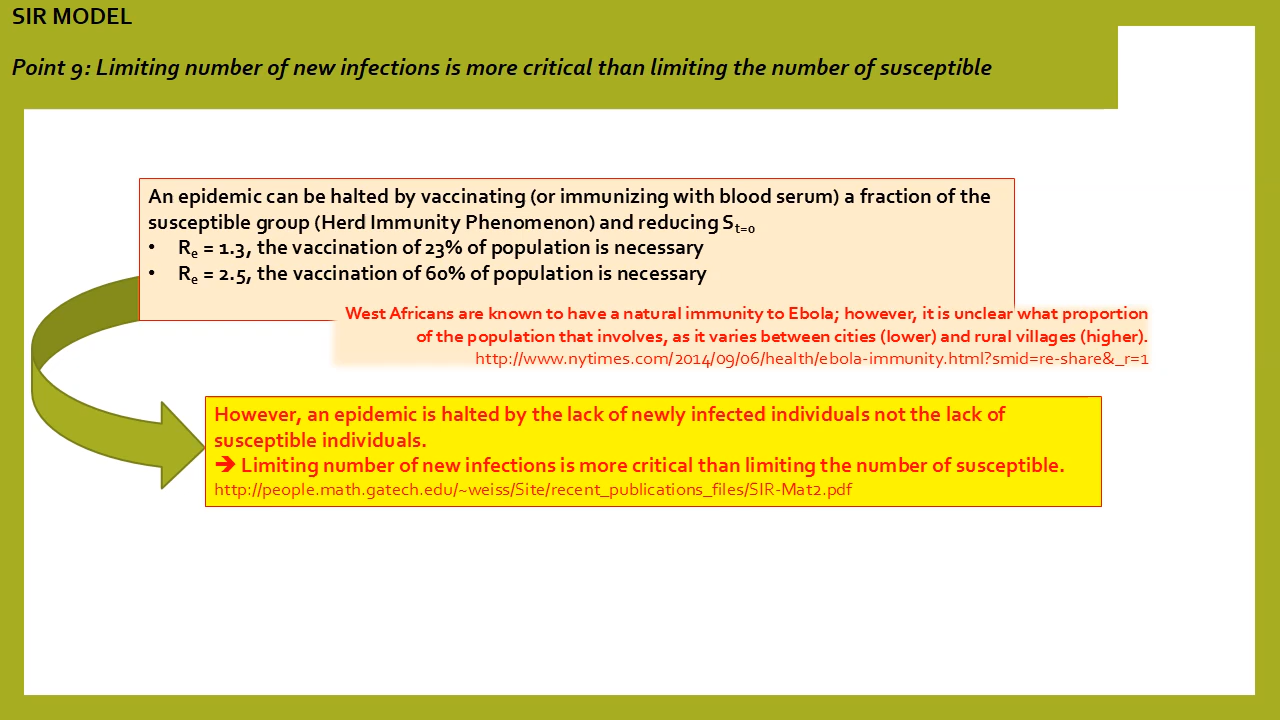 SIR MODEL
Point 9: Limiting number of new infections is more critical than limiting the number of susceptible
An epidemic can be halted by vaccinating (or immunizing with blood serum) a fraction of the
susceptible group (Herd Immunity Phenomenon) and reducing St=0
• Re = 1.3, the vaccination of 23% of population is necessary
• Re = 2.5, the vaccination of 60% of population is necessary
West Africans are known to have a natural immunity to Ebola; however, it is unclear what proportion
of the population that involves, as it varies between cities (lower) and rural villages (higher).
http://www.nytimes.com/2014/09/06/health/ebola-immunity.html?smid=re-share&_r=1
However, an epidemic is halted by the lack of newly infected individuals not the lack of
susceptible individuals.
➔ Limiting number of new infections is more critical than limiting the number of susceptible.
http://people.math.gatech.edu/~weiss/Site/recent_publications_files/SIR-Mat2.pdf